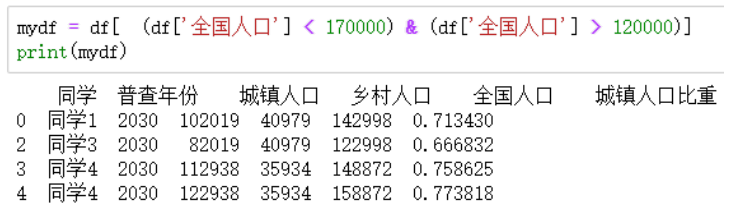 mydf = df[  (df['全国人口'] < 170000) & (df['全国人口'] > 120000)]
print(mydf)
同学 普查年份 城镇人口 乡村人口 全国人口 城镇人口比重
0 同学1 2030 102019 40979 142998 0.713430
2 同学3 2030 82019 40979 122998 0.666832
3 同学4 2030 112938 35934 148872 0.758625
4 同学4 2030 122938 35934 158872 0.773818